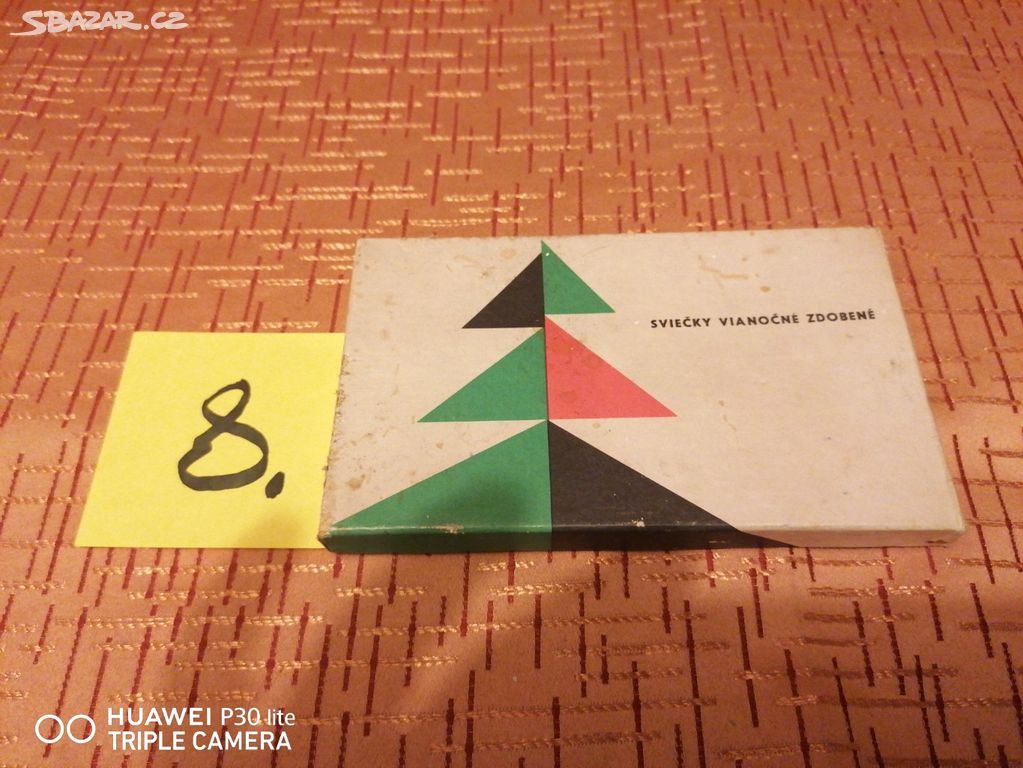 SBAZAR.CZ
SVIEČKY VIANOČNÉ ZDOBENÉ
8.
HUAWEI P30 lite
TRIPLE CAMERA